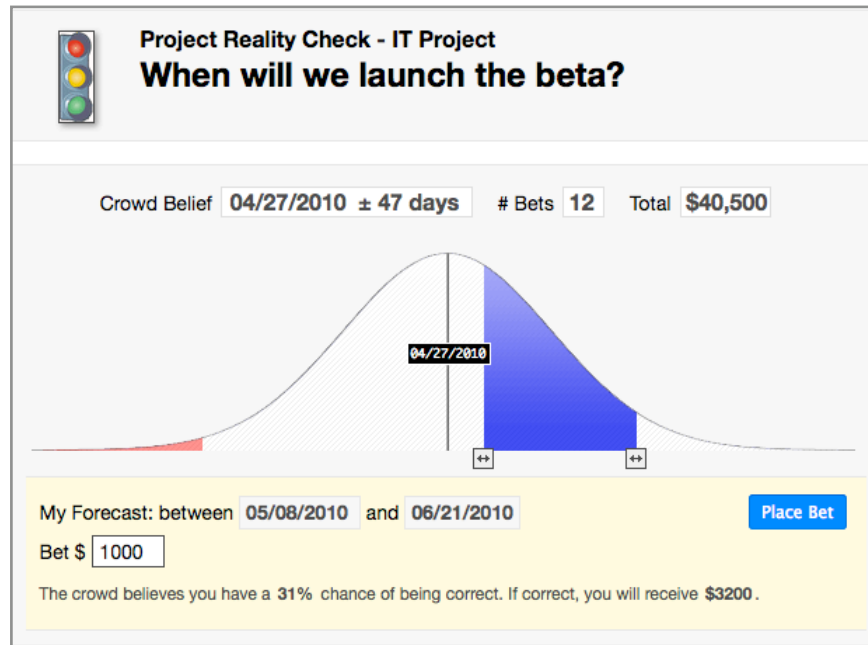 Project Reality Check - IT Project
When will we launch the beta?
Crowd Belief 04/27/2010 ± 47 days # Bets 12 Total $40,500
04/27/2010
My Forecast: between 05/08/2010 and 06/21/2010 Place Bet
Bet $ 1000
The crowd believes you have a 31% chance of being correct. If correct, you will receive $3200.